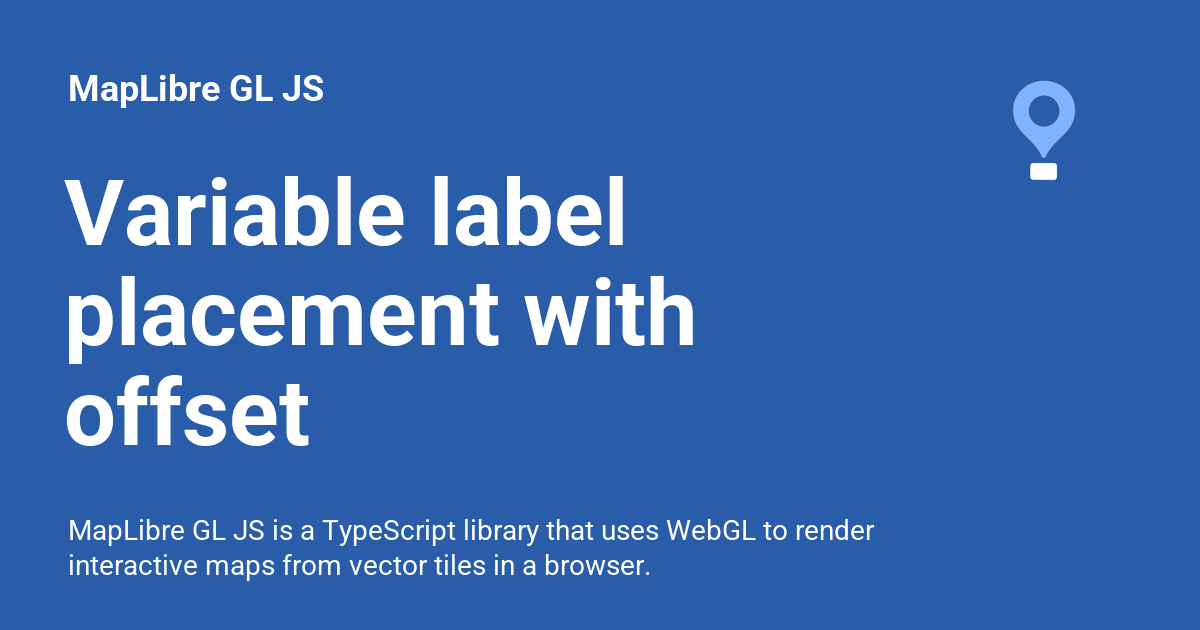 MapLibre GL JS
Variable label
placement with
offset
MapLibre GL JS is a TypeScript library that uses WebGL to render
interactive maps from vector tiles in a browser.